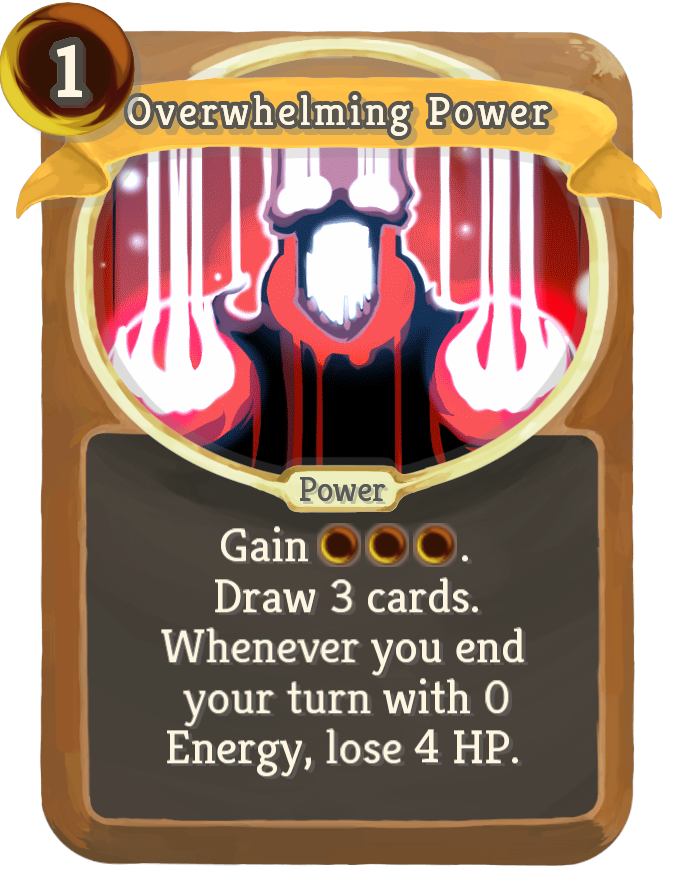 1
Overwhelming Power
Power
Gain .
Draw 3 cards.
Whenever you end
your turn with 0
Energy, lose 4 HP.